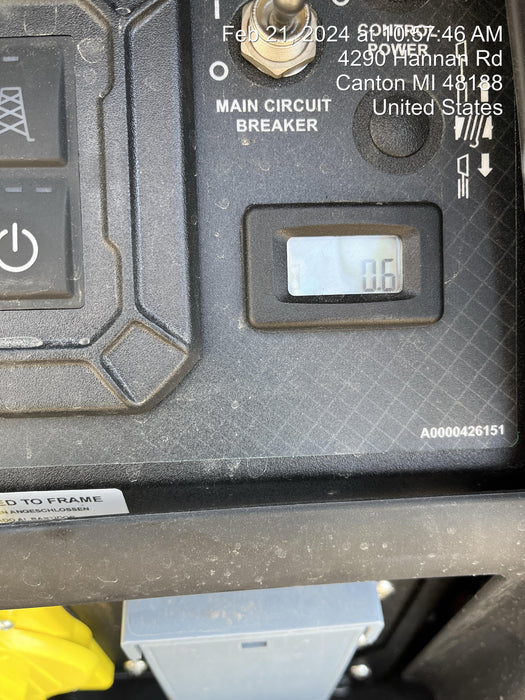 Feb 21, 2024 at 10:57:46 AM
4290 Hannan Rd
Canton MI 48188
United States
I
O
CONTROL
POWER
MAIN CIRCUIT
BREAKER
0.6
A0000426151
ED TO FRAME
ANGESCHLOSSEN